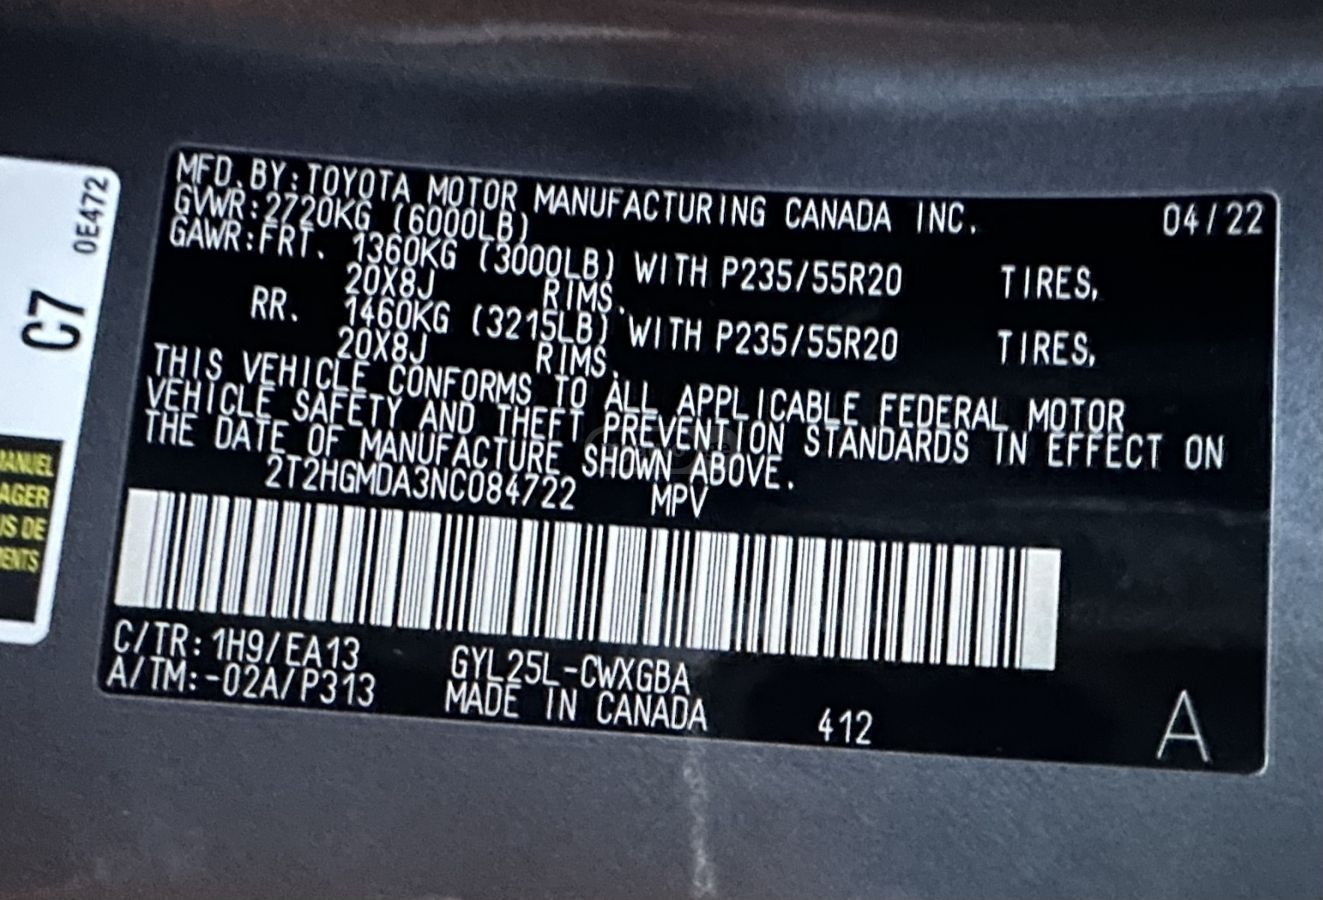 C7 0E472
MANUEL
AGER
IS DE
ENTS
MFD.BY:TOYOTA MOTOR MANUFACTURING CANADA INC. 04/22
GVWR:2720KG (6000LB)
GAWR:FRT. 1360KG (3000LB) WITH P235/55R20 TIRES,
20X8J RIMS.
RR. 1460KG (3215LB) WITH P235/55R20 TIRES,
20X8J RIMS.
THIS VEHICLE CONFORMS TO ALL APPLICABLE FEDERAL MOTOR
VEHICLE SAFETY AND THEFT PREVENTION STANDARDS IN EFFECT ON
THE DATE OF MANUFACTURE SHOWN ABOVE.
2T2HGMDA3NC084722 MPV
C/TR:1H9/EA13 GYL25L-CWXGBA
A/TM:-02A/P313 MADE IN CANADA 412 A